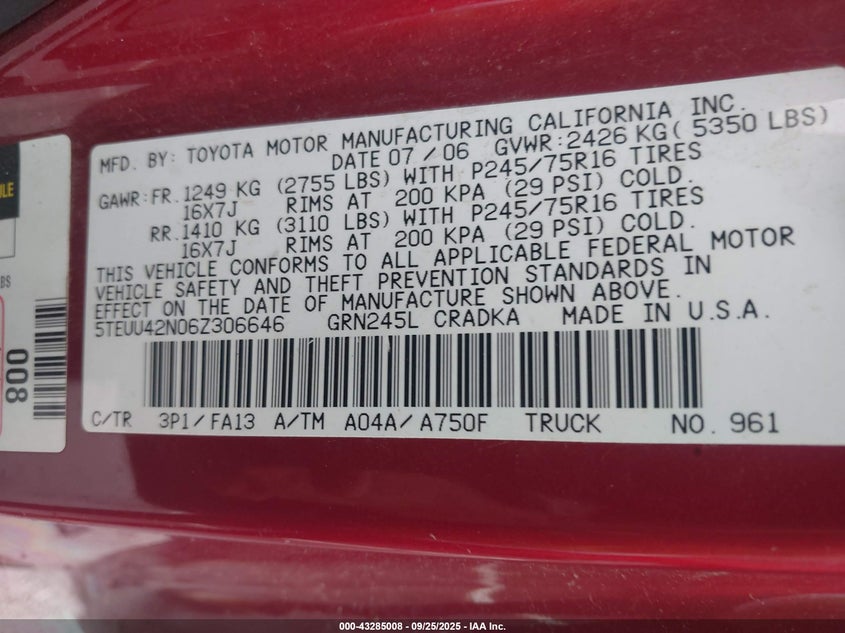 MFD. BY: TOYOTA MOTOR MANUFACTURING CALIFORNIA INC.
DATE 07 / 06 GVWR: 2426 KG ( 5350 LBS)
GAWR: FR. 1249 KG (2755 LBS) WITH P245/75R16 TIRES
16X7J RIMS AT 200 KPA (29 PSI) COLD.
RR. 1410 KG (3110 LBS) WITH P245/75R16 TIRES
16X7J RIMS AT 200 KPA (29 PSI) COLD.
THIS VEHICLE CONFORMS TO ALL APPLICABLE FEDERAL MOTOR
VEHICLE SAFETY AND THEFT PREVENTION STANDARDS IN
EFFECT ON THE DATE OF MANUFACTURE SHOWN ABOVE.
5TEUU42N06Z306646 GRN245L CRADKA MADE IN U.S.A.
C/TR 3P1/FA13 A/TM A04A/A750F TRUCK NO. 961
008
000-43285008 - 09/25/2025 - IAA Inc.